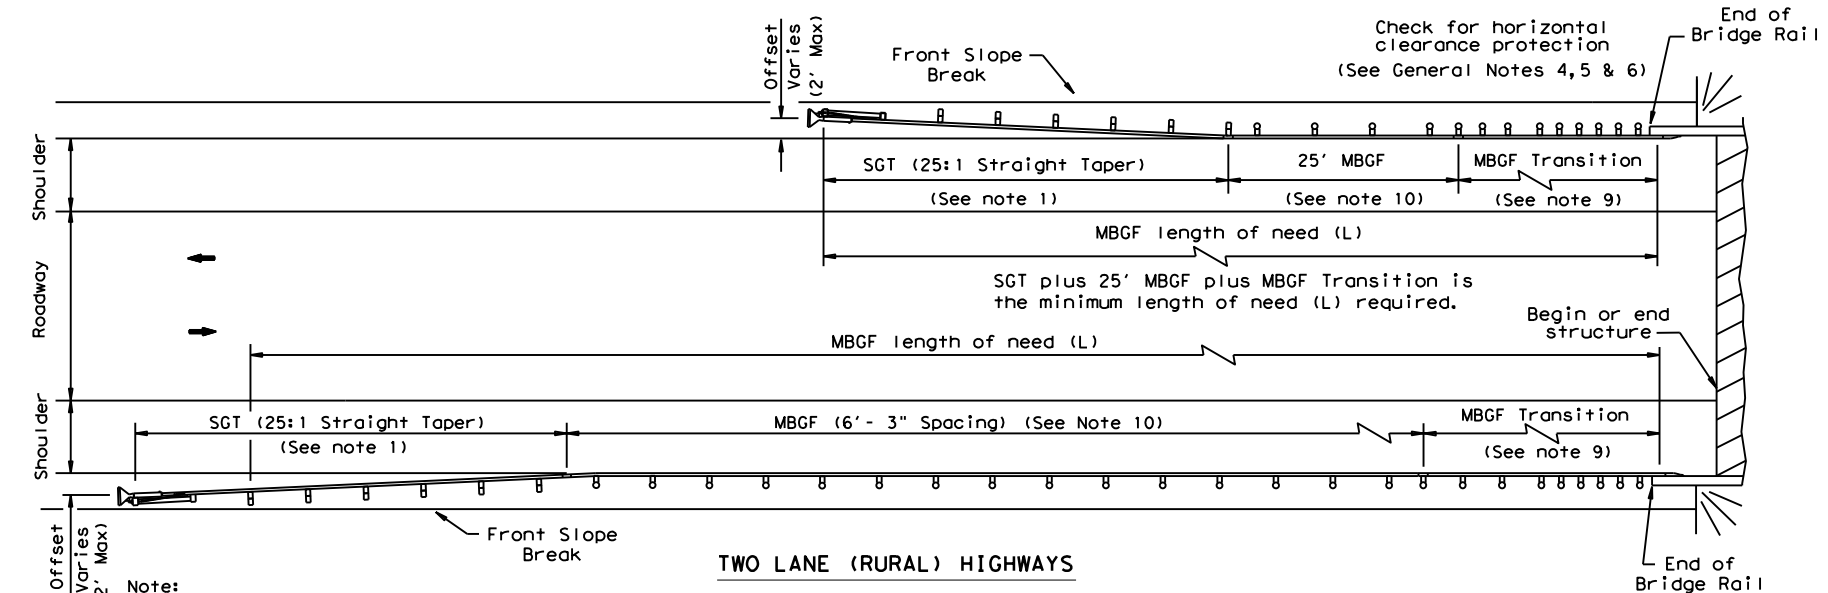 Offset
Varies
(2' Max)
Front Slope
Break
Check for horizontal
clearance protection
(See General Notes 4,5 & 6)
End of
Bridge Rail
Shoulder
SGT (25:1 Straight Taper)
(See note 1)
25' MBGF
(See note 10)
MBGF Transition
(See note 9)
MBGF length of need (L)
SGT plus 25' MBGF plus MBGF Transition is
the minimum length of need (L) required.
Roadway
Begin or end
structure
MBGF length of need (L)
Shoulder
SGT (25:1 Straight Taper)
(See note 1)
MBGF (6'- 3" Spacing) (See Note 10)
MBGF Transition
(See note 9)
Offset
Varies
2' Max)
Front Slope
Break
TWO LANE (RURAL) HIGHWAYS
End of
Bridge Rail
Note: